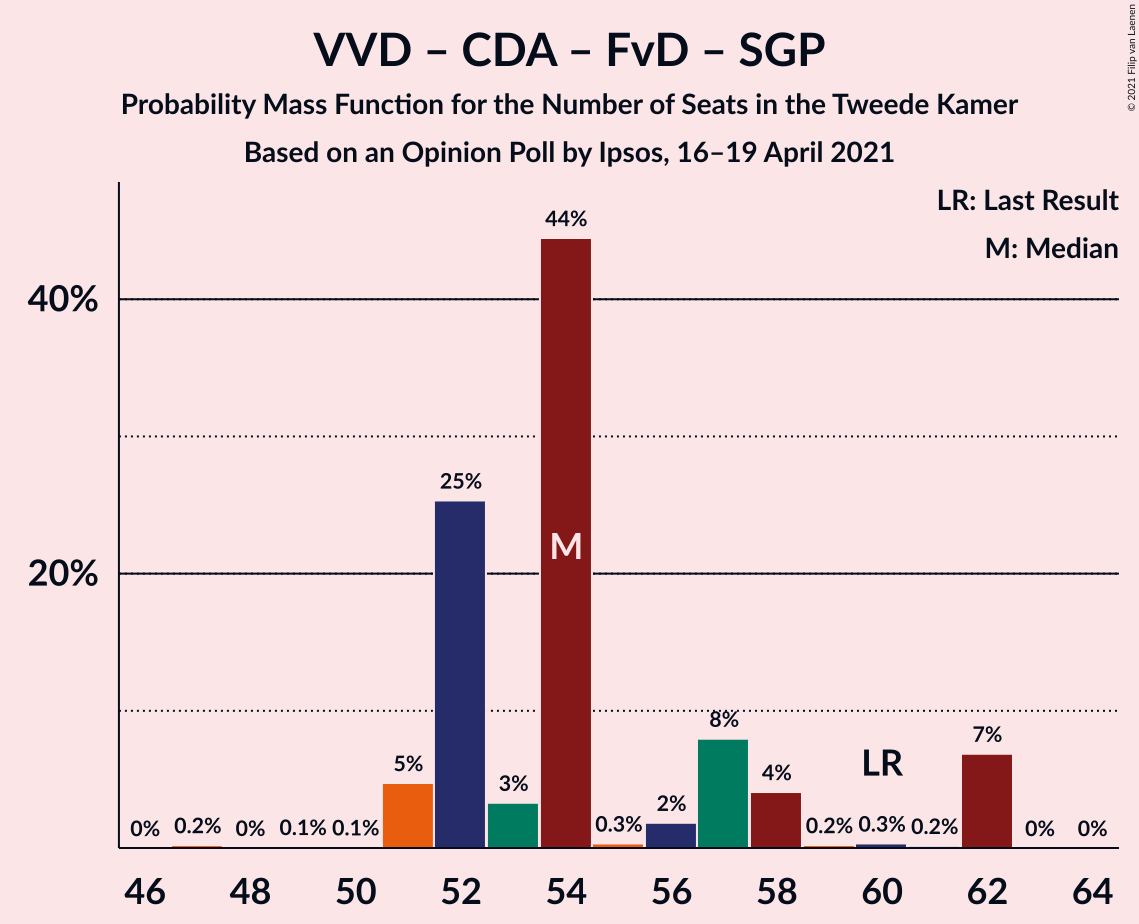 VVD – CDA – FvD – SGP
Probability Mass Function for the Number of Seats in the Tweede Kamer
Based on an Opinion Poll by Ipsos, 16–19 April 2021
© 2021 Filip van Laenen
LR: Last Result
M: Median
44%
40%
25%
M
20%
8%
7%
LR
5%
4%
3%
2%
0% 0.2% 0% 0.1% 0.1% 0.3% 0.2% 0.3% 0.2% 0% 0%
46 48 50 52 54 56 58 60 62 64